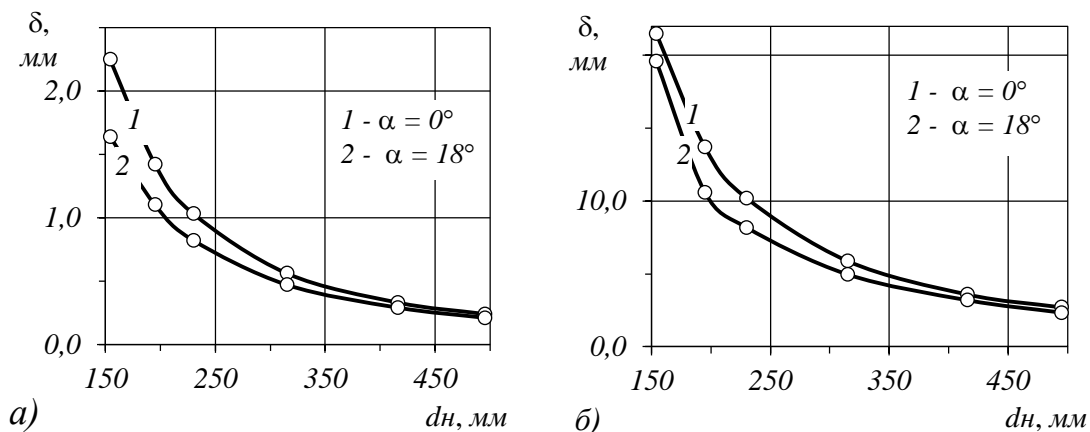 δ,
мм
2,0
1,0
0,0
1
2
1 - α = 0°
2 - α = 18°
150 250 350 450
dн, мм
а)
δ,
мм
10,0
0,0
1
2
1 - α = 0°
2 - α = 18°
150 250 350 450
dн, мм
б)